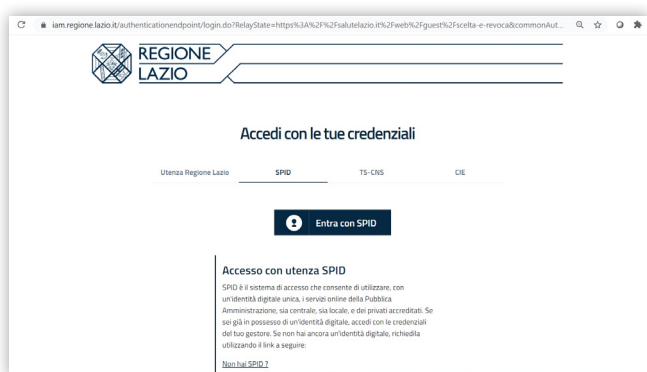 iam.regione.lazio.it/authenticationendpoint/login.do?RelayState=https%3A%2F%2Fsalutelazio.it%2Fweb%2Fguest%2Fscelta-e-revoca&commonAut...
REGIONE
LAZIO
Accedi con le tue credenziali
Utenza Regione Lazio SPID TS-CNS CIE
Entra con SPID
Accesso con utenza SPID
SPID è il sistema di accesso che consente di utilizzare, con
un'identità digitale unica, i servizi online della Pubblica
Amministrazione, sia centrale, sia locale, e dei privati accreditati. Se
sei già in possesso di un'identità digitale, accedi con le credenziali
del tuo gestore. Se non hai ancora un'identità digitale, richiedila
utilizzando il link a seguire:
Non hai SPID ?